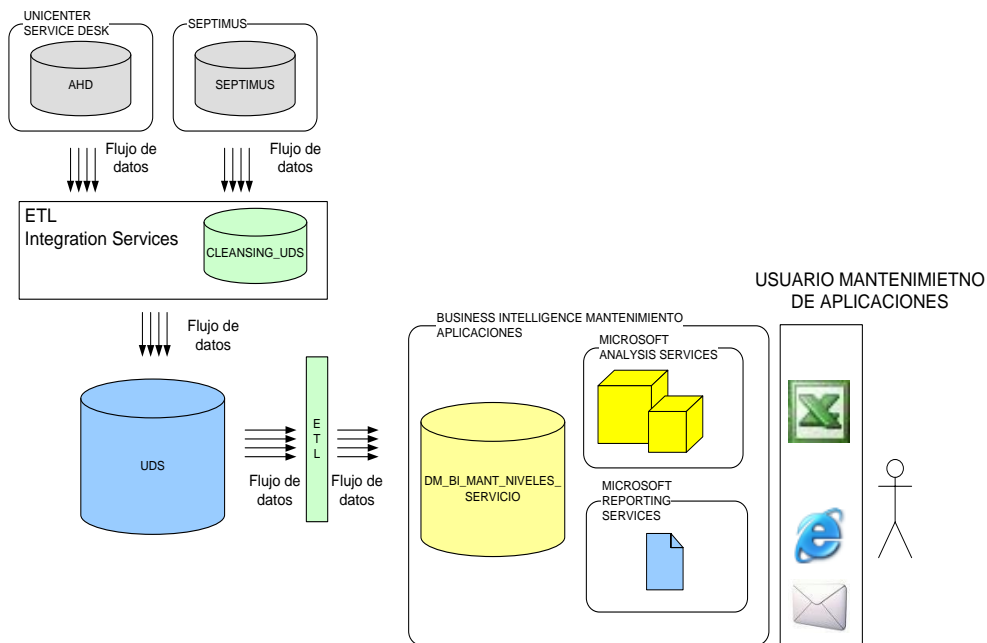 UNICENTER
SERVICE DESK
SEPTIMUS
AHD
SEPTIMUS
Flujo de
datos
Flujo de
datos
ETL
Integration Services
CLEANSING_UDS
Flujo de
datos
UDS
E
T
L
Flujo de
datos
Flujo de
datos
BUSINESS INTELLIGENCE MANTENIMIENTO
APLICACIONES
DM_BI_MANT_NIVELES_
SERVICIO
MICROSOFT
ANALYSIS SERVICES
MICROSOFT
REPORTING
SERVICES
USUARIO MANTENIMIETNO
DE APLICACIONES